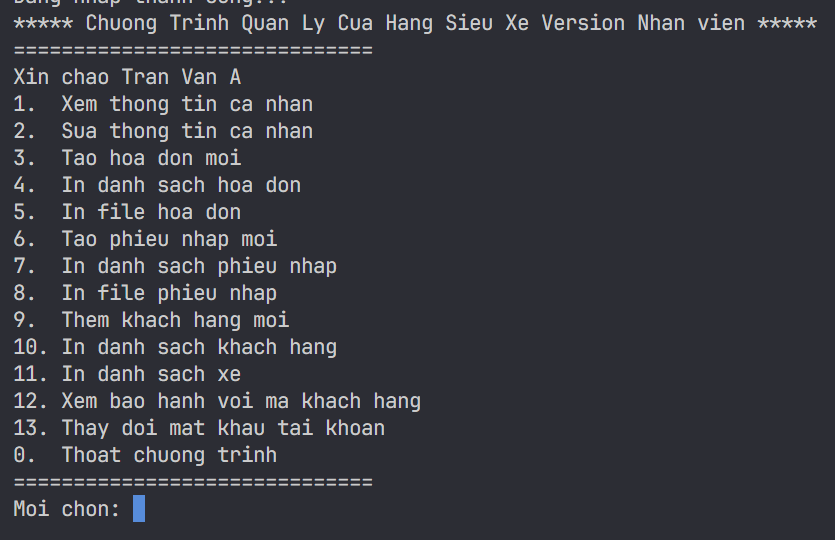 Dang nhap thanh cong!!!
***** Chuong Trinh Quan Ly Cua Hang Sieu Xe Version Nhan vien *****
==============================
Xin chao Tran Van A
1.  Xem thong tin ca nhan
2.  Sua thong tin ca nhan
3.  Tao hoa don moi
4.  In danh sach hoa don
5.  In file hoa don
6.  Tao phieu nhap moi
7.  In danh sach phieu nhap
8.  In file phieu nhap
9.  Them khach hang moi
10. In danh sach khach hang
11. In danh sach xe
12. Xem bao hanh voi ma khach hang
13. Thay doi mat khau tai khoan
0.  Thoat chuong trinh
==============================
Moi chon: